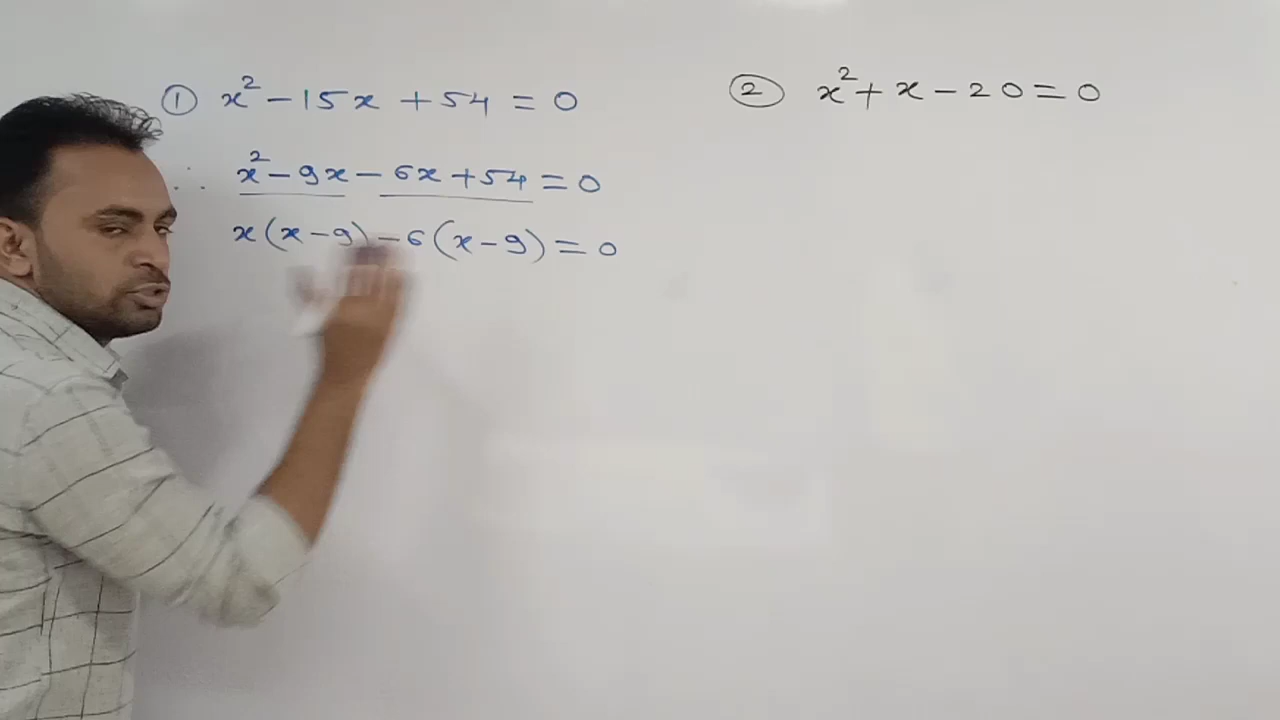 ① x² - 15x + 54 = 0
∴ x² - 9x - 6x + 54 = 0
x(x - 9) - 6(x - 9) = 0
② x² + x - 20 = 0